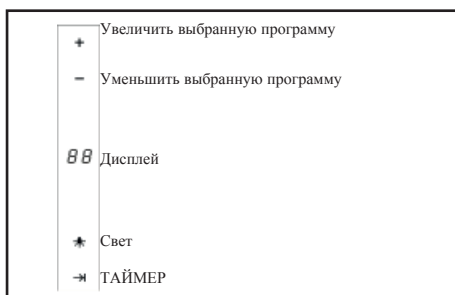 + Увеличить выбранную программу
− Уменьшить выбранную программу
88 Дисплей
Свет
ТАЙМЕР